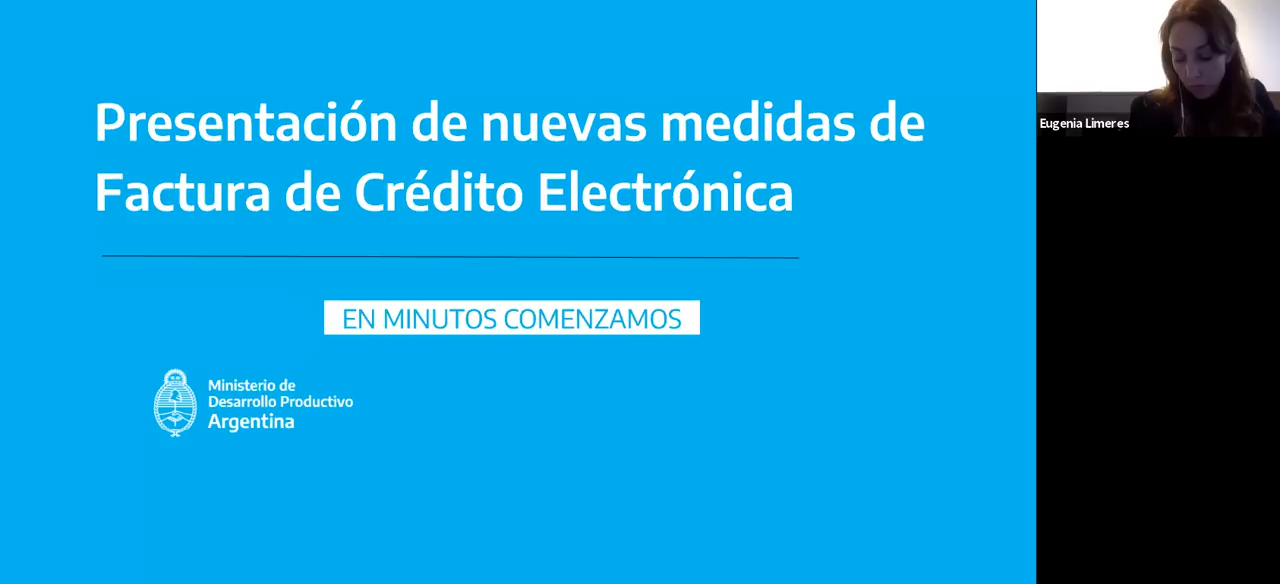 Presentación de nuevas medidas de
Factura de Crédito Electrónica
EN MINUTOS COMENZAMOS
Ministerio de
Desarrollo Productivo
Argentina
Eugenia Limeres